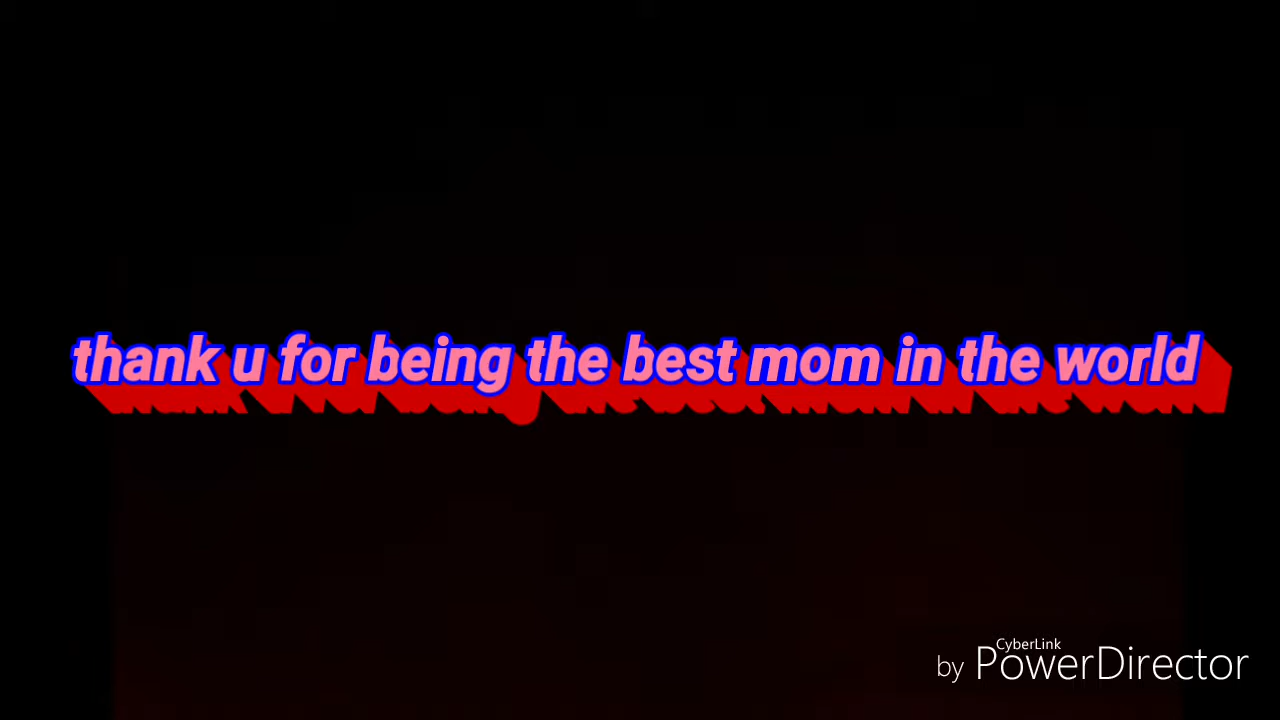 thank u for being the best mom in the world
CyberLink
by PowerDirector